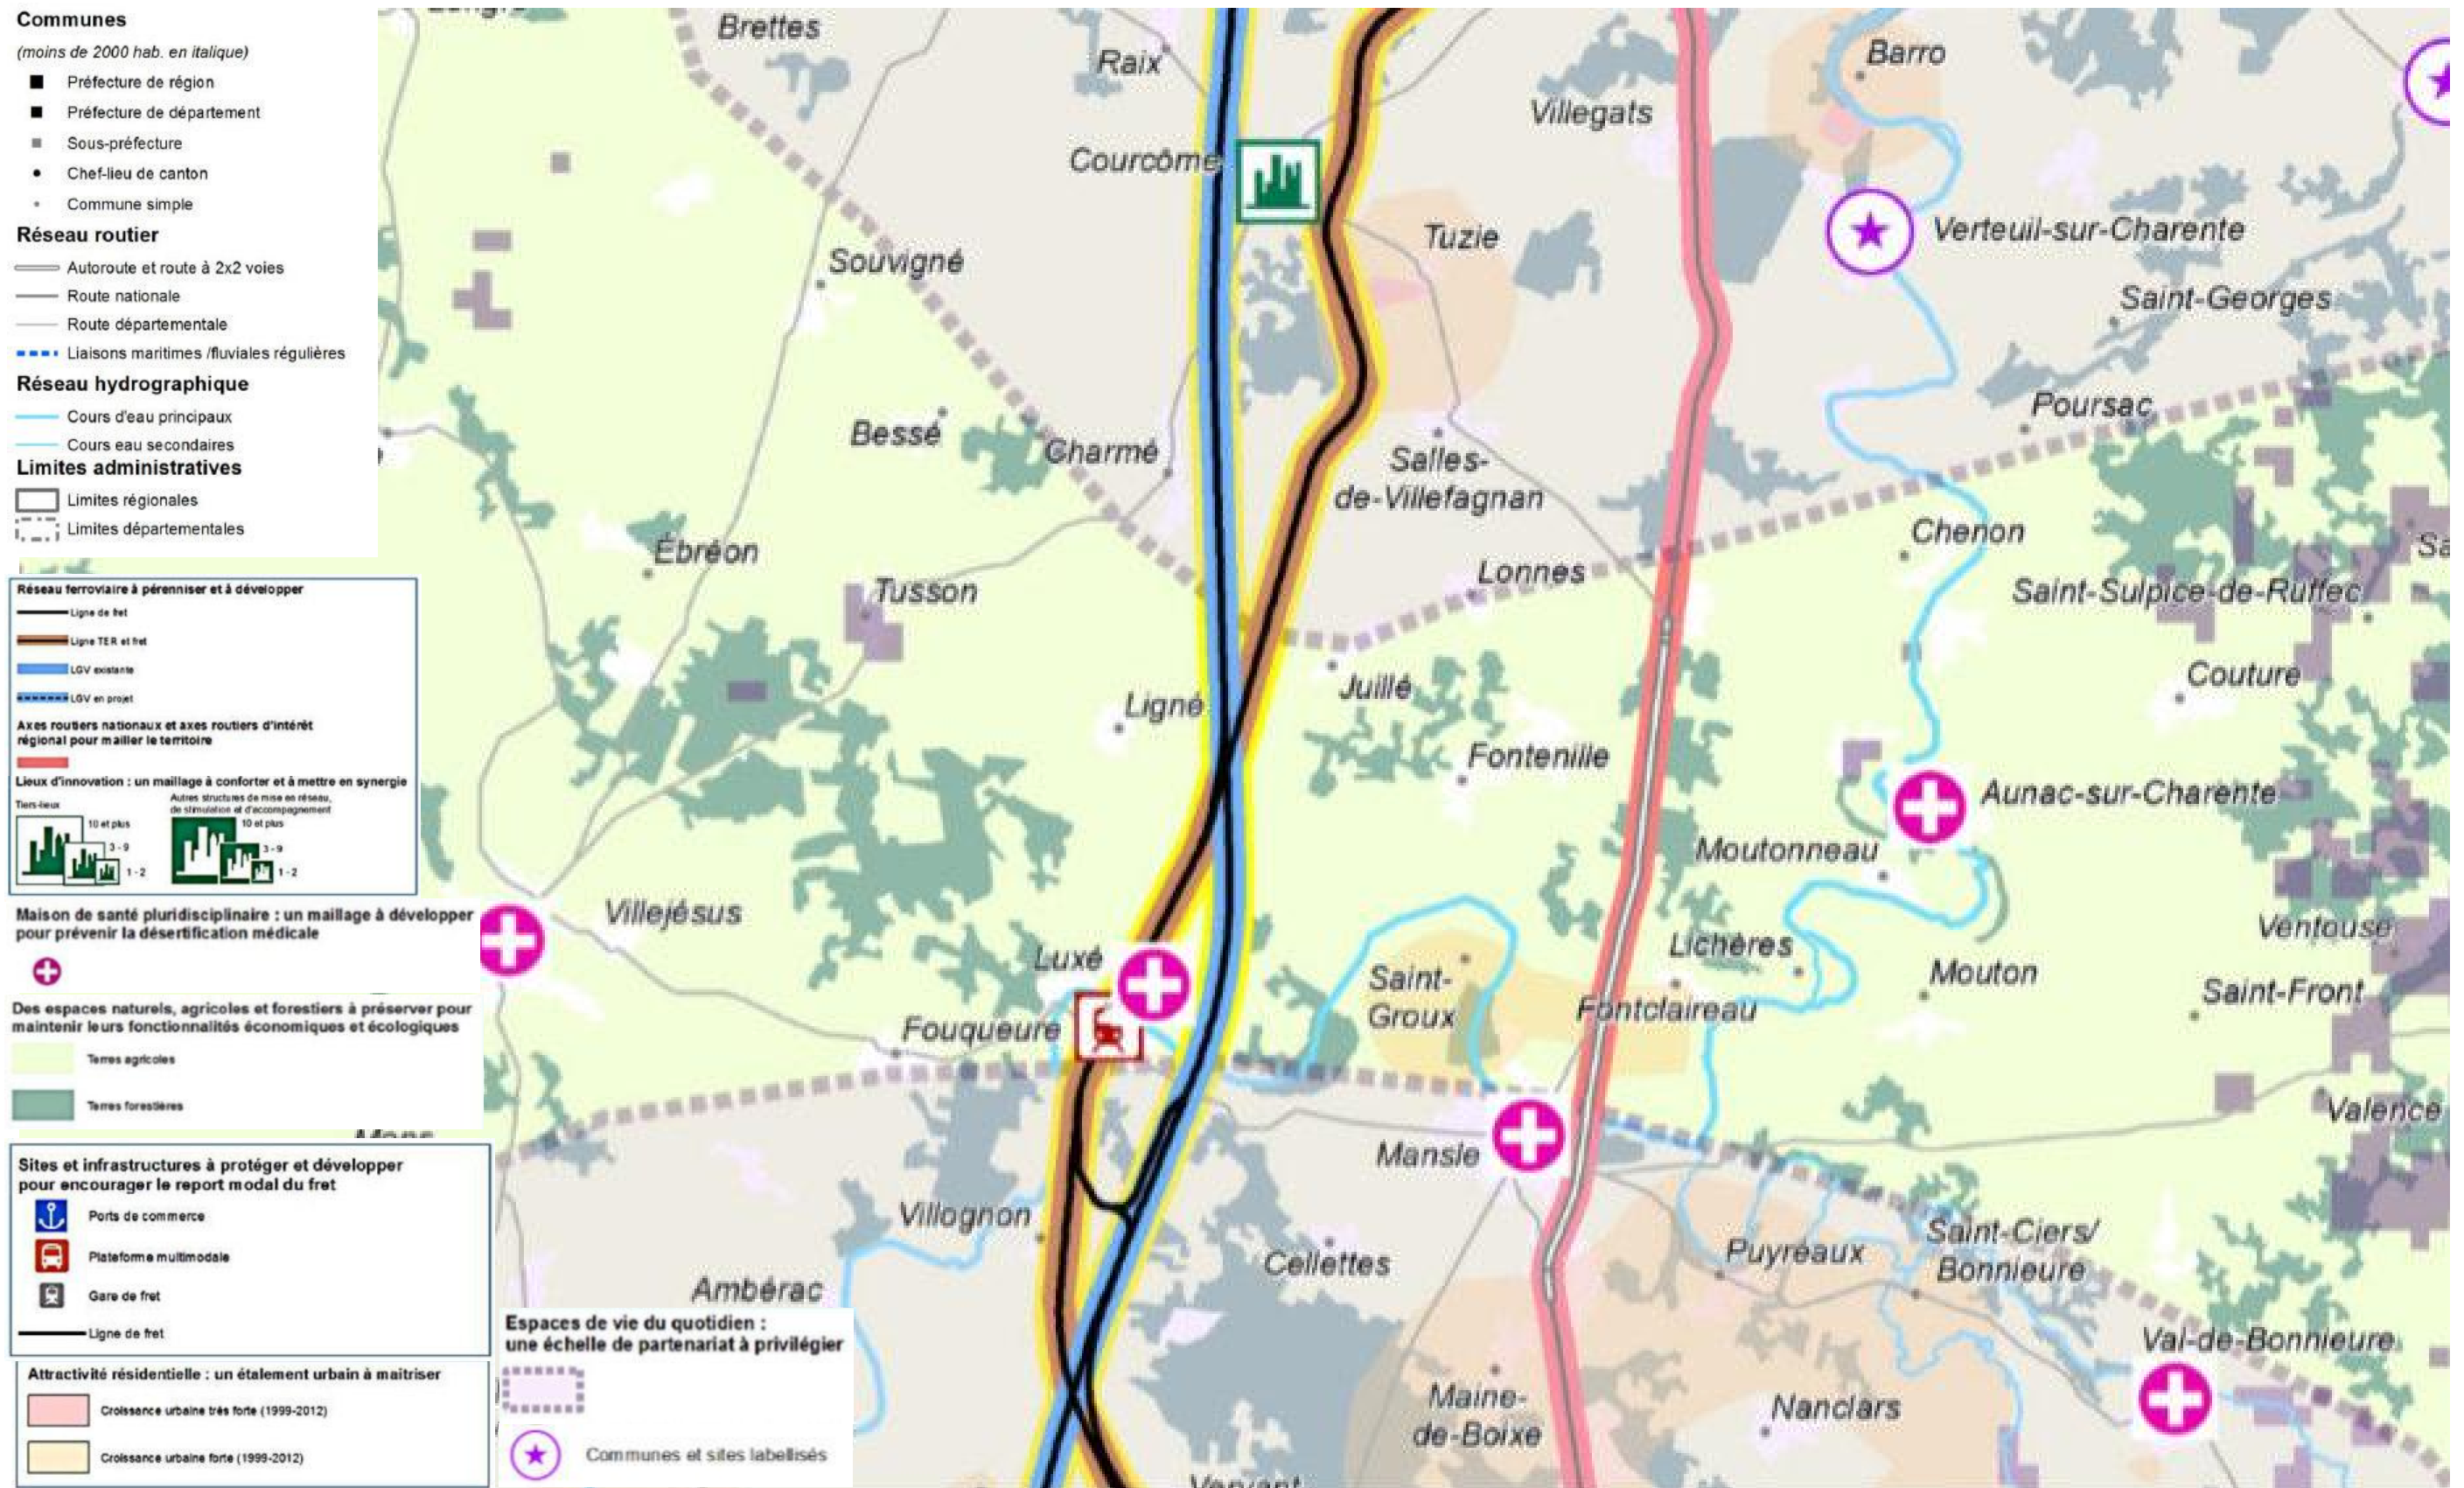 Communes
(moins de 2000 hab. en italique)
Préfecture de région
Préfecture de département
Sous-préfecture
Chef-lieu de canton
Commune simple
Réseau routier
Autoroute et route à 2x2 voies
Route nationale
Route départementale
Liaisons maritimes /fluviales régulières
Réseau hydrographique
Cours d'eau principaux
Cours eau secondaires
Limites administratives
Limites régionales
Limites départementales
Réseau ferroviaire à pérenniser et à développer
Ligne de fret
Ligne TER et fret
LGV existante
LGV en projet
Axes routiers nationaux et axes routiers d'intérêt
régional pour mailler le territoire
Lieux d'innovation : un maillage à conforter et à mettre en synergie
Tiers-lieux
10 et plus
3 - 9
1 - 2
Autres structures de mise en réseau,
de stimulation et d'accompagnement
10 et plus
3 - 9
1 - 2
Maison de santé pluridisciplinaire : un maillage à développer
pour prévenir la désertification médicale
Des espaces naturels, agricoles et forestiers à préserver pour
maintenir leurs fonctionnalités économiques et écologiques
Terres agricoles
Terres forestières
Sites et infrastructures à protéger et développer
pour encourager le report modal du fret
Ports de commerce
Plateforme multimodale
Gare de fret
Ligne de fret
Attractivité résidentielle : un étalement urbain à maitriser
Croissance urbaine très forte (1999-2012)
Croissance urbaine forte (1999-2012)
Espaces de vie du quotidien :
une échelle de partenariat à privilégier
Communes et sites labellisés
Brettes
Raix
Barro
Villegats
Courcôme
Verteuil-sur-Charente
Tuzie
Souvigné
Saint-Georges
Poursac
Bessé
Charmé
Salles-
de-Villefagnan
Chenon
Ébréon
Lonnes
Tusson
Saint-Sulpice-de-Ruffec
Sa
Couture
Juillé
Ligné
Fontenille
Aunac-sur-Charente
Moutonneau
Villejésus
Ventouse
Luxé
Lichères
Mouton
Saint-
Groux
Saint-Front
Fontclaireau
Fouqueure
Valence
Mansle
Villognon
Puyréaux
Saint-Ciers/
Bonnieure
Cellettes
Ambérac
Val-de-Bonnieure
Maine-
de-Boixe
Nanclars